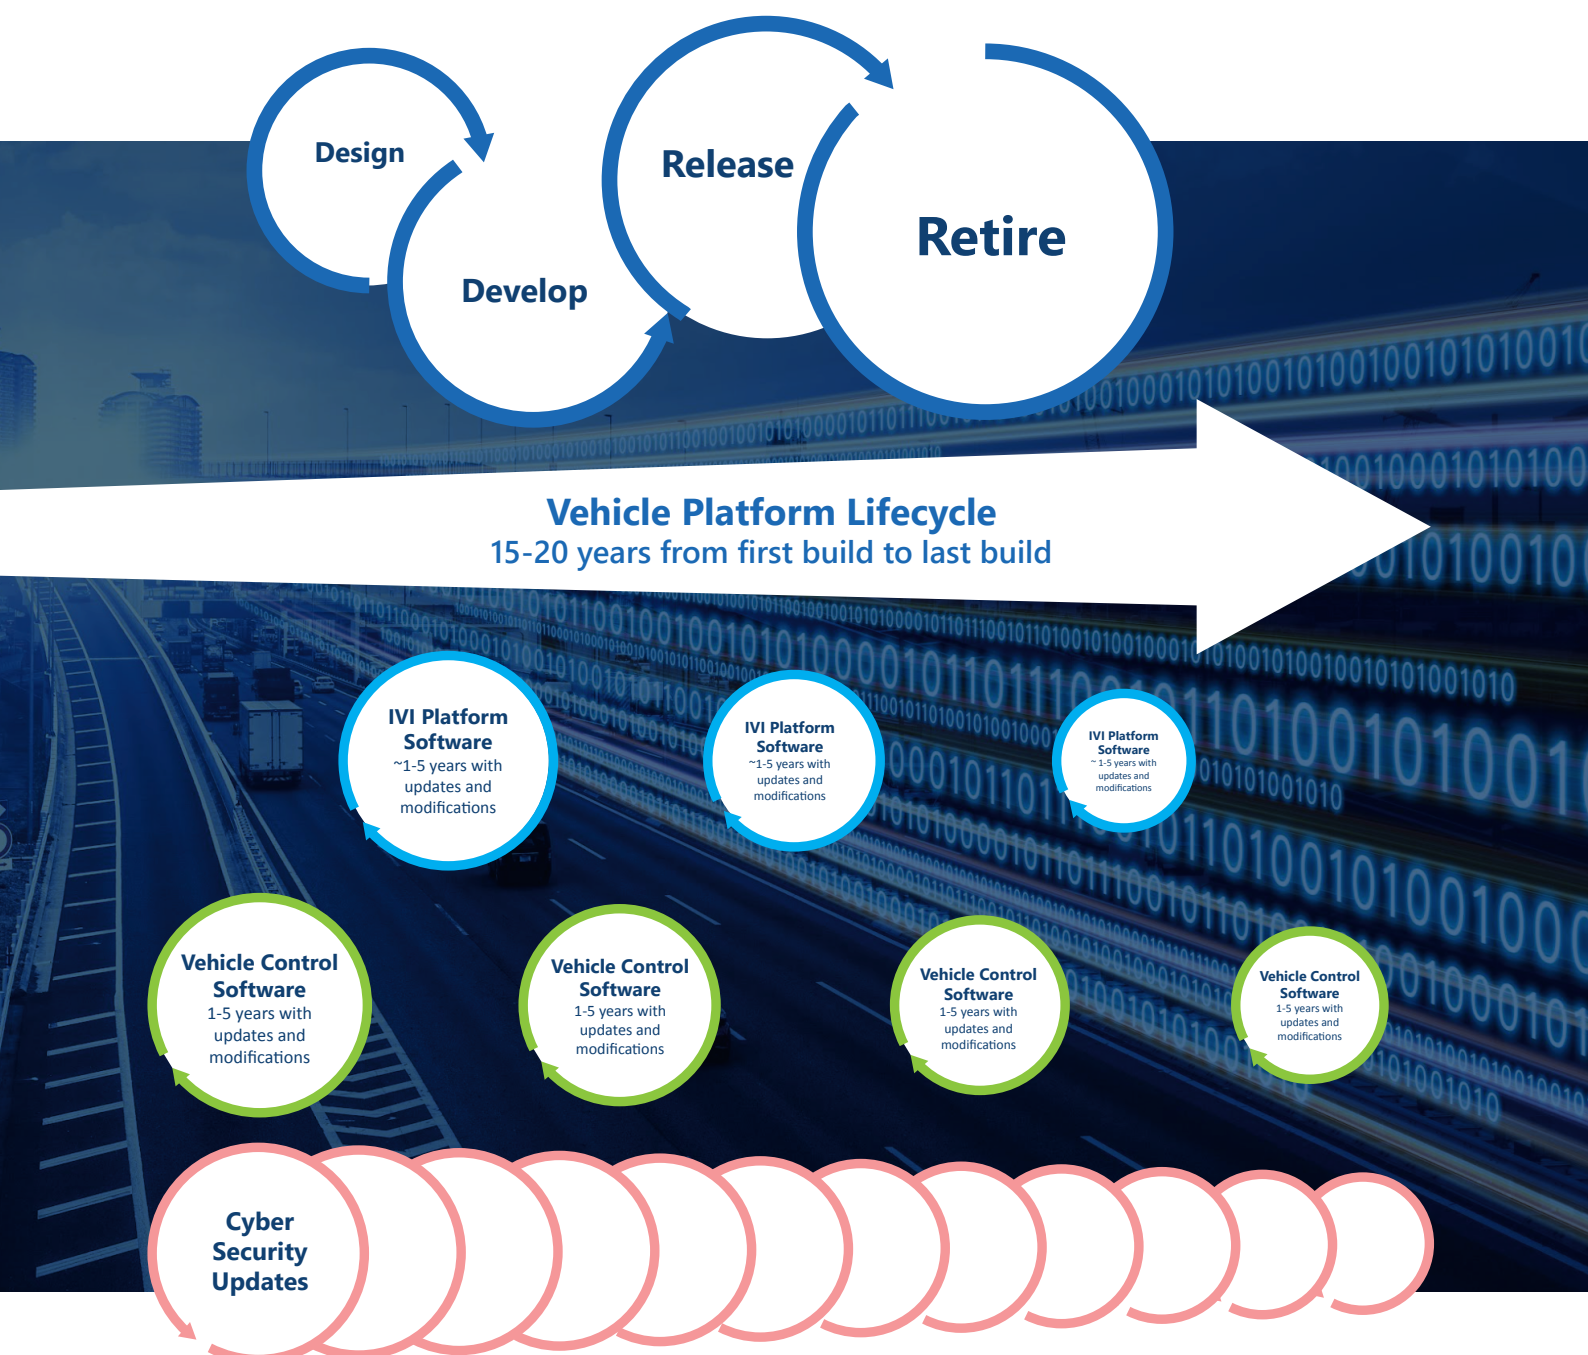 Design
Develop
Release
Retire
Vehicle Platform Lifecycle
15-20 years from first build to last build
IVI Platform
Software
~1-5 years with
updates and
modifications
IVI Platform
Software
~1-5 years with
updates and
modifications
IVI Platform
Software
~ 1-5 years with
updates and
modifications
Vehicle Control
Software
1-5 years with
updates and
modifications
Vehicle Control
Software
1-5 years with
updates and
modifications
Vehicle Control
Software
1-5 years with
updates and
modifications
Vehicle Control
Software
1-5 years with
updates and
modifications
Cyber
Security
Updates